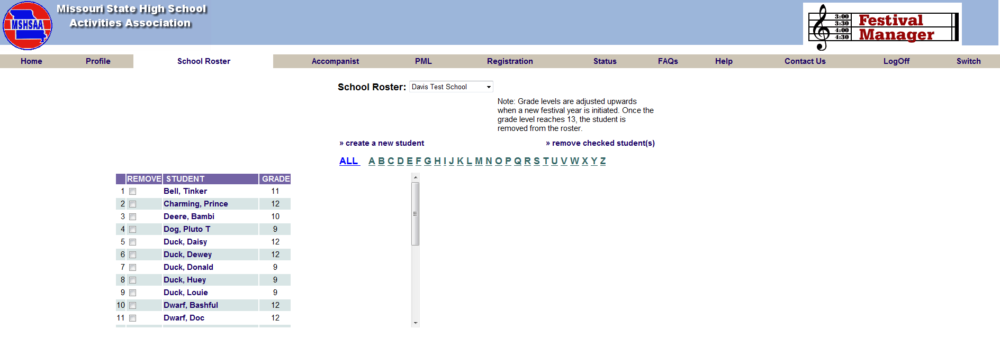 MSHSAA
Missouri State High School
Activities Association
3:00
3:30
4:00
4:30
Festival
Manager
Home Profile School Roster Accompanist PML Registration Status FAQs Help Contact Us LogOff Switch
School Roster: Davis Test School
Note: Grade levels are adjusted upwards
when a new festival year is initiated. Once the
grade level reaches 13, the student is
removed from the roster.
» create a new student » remove checked student(s)
ALL A B C D E F G H I J K L M N O P Q R S T U V W X Y Z
REMOVE STUDENT GRADE
1 Bell, Tinker 11
2 Charming, Prince 12
3 Deere, Bambi 10
4 Dog, Pluto T 9
5 Duck, Daisy 12
6 Duck, Dewey 12
7 Duck, Donald 9
8 Duck, Huey 9
9 Duck, Louie 9
10 Dwarf, Bashful 12
11 Dwarf, Doc 12